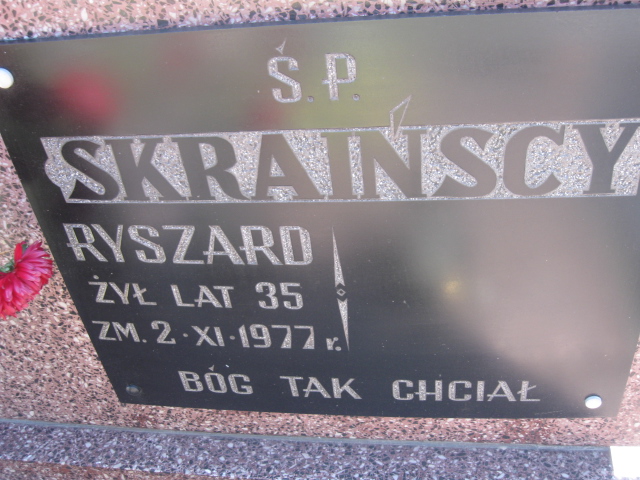 Ś.P.
SKRAIŃSCY
RYSZARD
ŻYŁ LAT 35
ZM. 2·XI·1977 r.
BÓG TAK CHCIAŁ